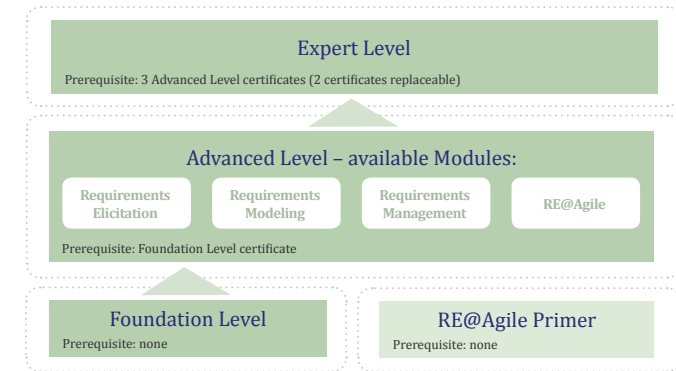 Expert Level
Prerequisite: 3 Advanced Level certificates (2 certificates replaceable)
Advanced Level – available Modules:
Requirements
Elicitation
Requirements
Modeling
Requirements
Management
RE@Agile
Prerequisite: Foundation Level certificate
Foundation Level
Prerequisite: none
RE@Agile Primer
Prerequisite: none